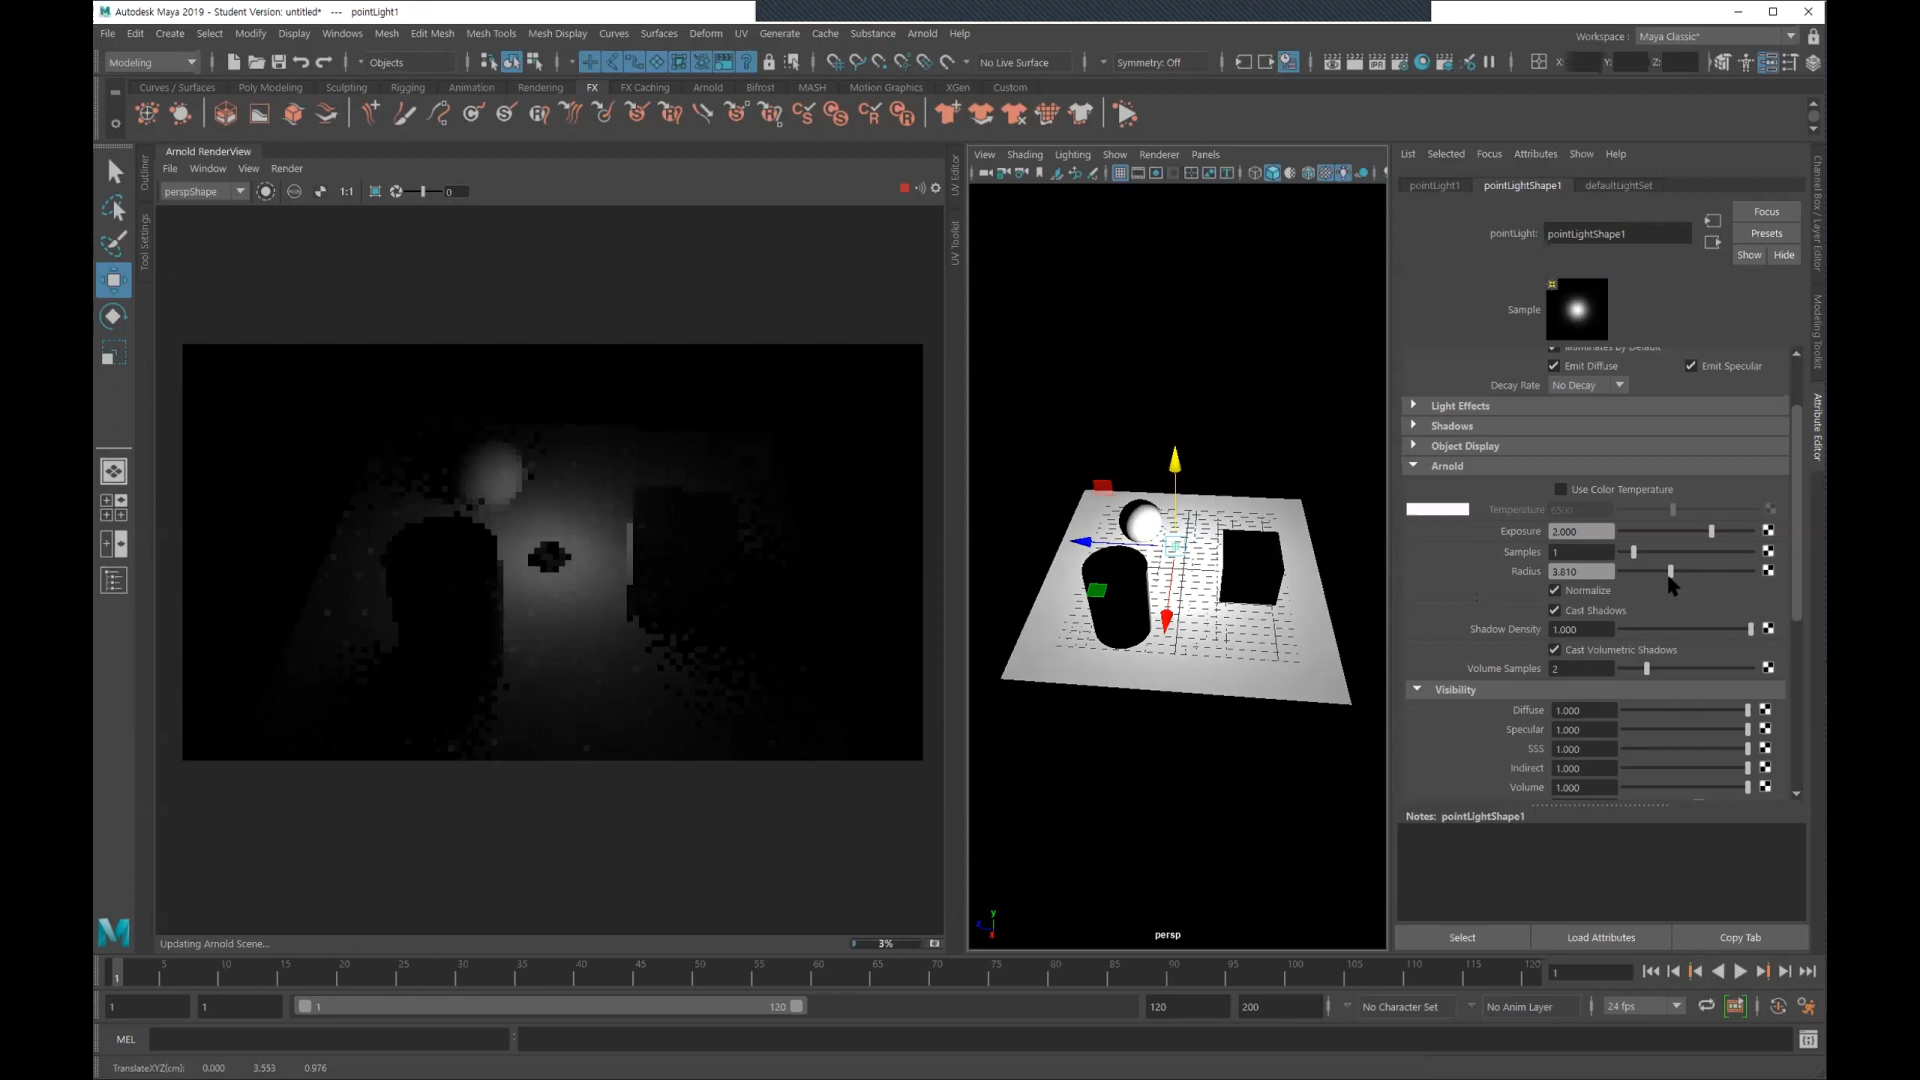 Autodesk Maya 2019 - Student Version: untitled* --- pointLight1
File Edit Create Select Modify Display Windows Mesh Edit Mesh Mesh Tools Mesh Display Curves Surfaces Deform UV Generate Cache Substance Arnold Help
Workspace : Maya Classic*
Modeling Objects No Live Surface Symmetry: Off X: Y: Z:
Curves / Surfaces Poly Modeling Sculpting Rigging Animation Rendering FX FX Caching Arnold Bifrost MASH Motion Graphics XGen Custom
Arnold RenderView
File Window View Render
perspShape 1:1 0
Outliner
Tool Settings
UV Editor
UV Toolkit
View Shading Lighting Show Renderer Panels
persp
List Selected Focus Attributes Show Help
pointLight1 pointLightShape1 defaultLightSet
Focus
pointLight: pointLightShape1
Presets
Show Hide
Sample
Illuminates by Default
Emit Diffuse Emit Specular
Decay Rate No Decay
Light Effects
Shadows
Object Display
Arnold
Use Color Temperature
Temperature 6500
Exposure 2.000
Samples 1
Radius 3.810
Normalize
Cast Shadows
Shadow Density 1.000
Cast Volumetric Shadows
Volume Samples 2
Visibility
Diffuse 1.000
Specular 1.000
SSS 1.000
Indirect 1.000
Volume 1.000
Notes: pointLightShape1
Select Load Attributes Copy Tab
Channel Box / Layer Editor
Modeling Toolkit
Attribute Editor
Updating Arnold Scene... 3%
1 5 10 15 20 25 30 35 40 45 50 55 60 65 70 75 80 85 90 95 100 105 110 115 120 1
1 1 1 120 120 200 No Character Set No Anim Layer 24 fps
MEL
TranslateXYZ(cm): 0.000 3.553 0.976